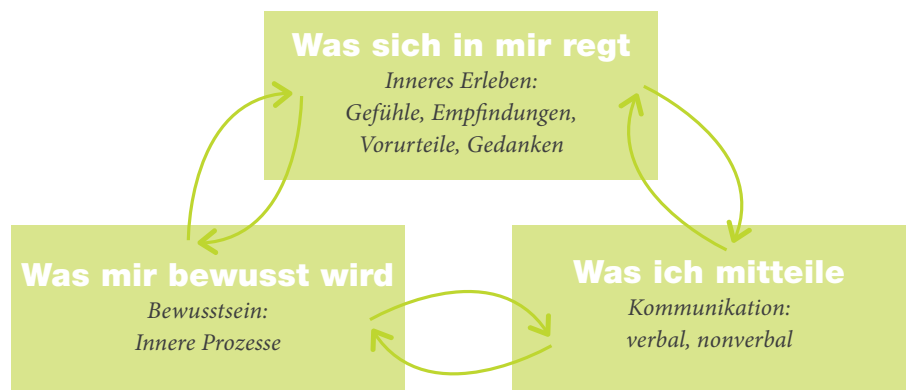 Was sich in mir regt
Inneres Erleben:
Gefühle, Empfindungen,
Vorurteile, Gedanken
Was mir bewusst wird
Bewusstsein:
Innere Prozesse
Was ich mitteile
Kommunikation:
verbal, nonverbal